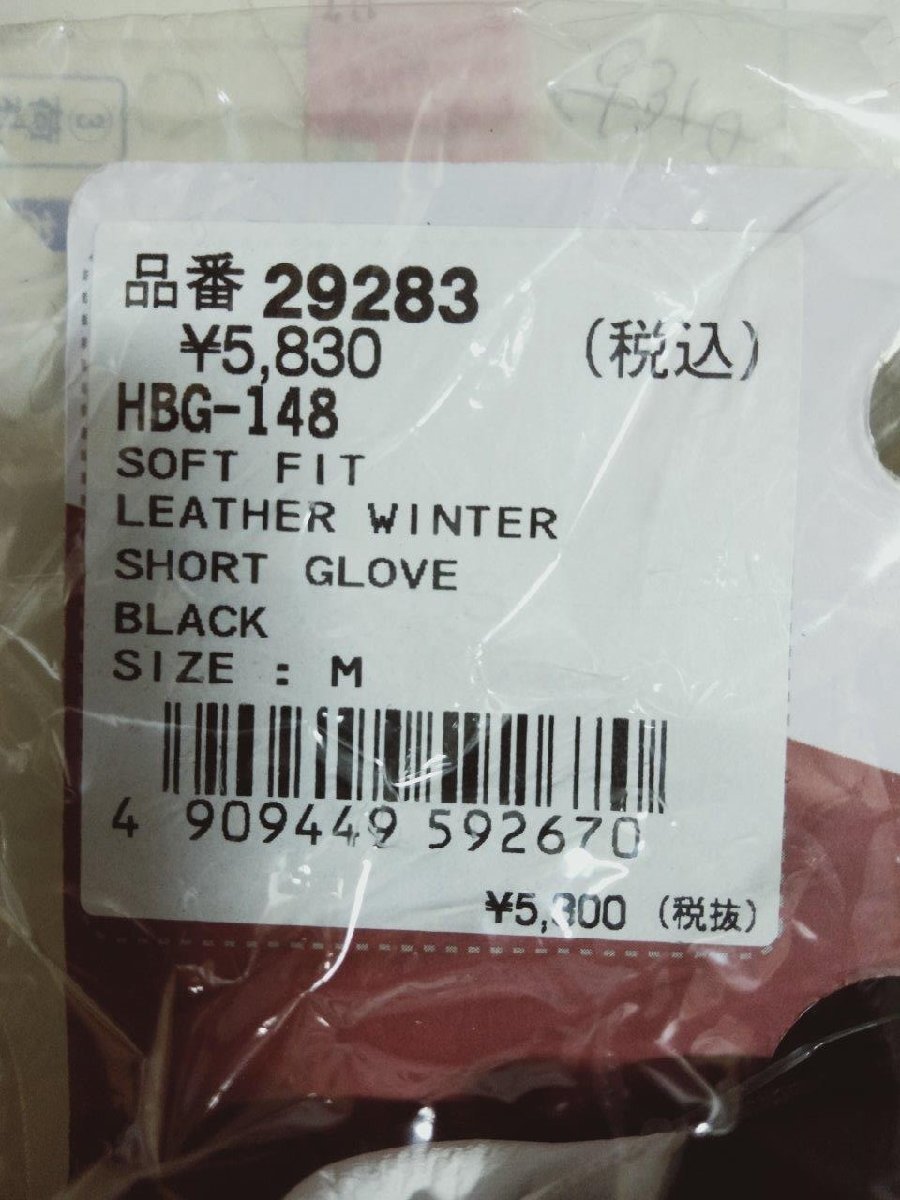 品番 29283
¥5,830 (税込)
HBG-148
SOFT FIT
LEATHER WINTER
SHORT GLOVE
BLACK
SIZE : M
4 909449 592670
¥5,300 (税抜)